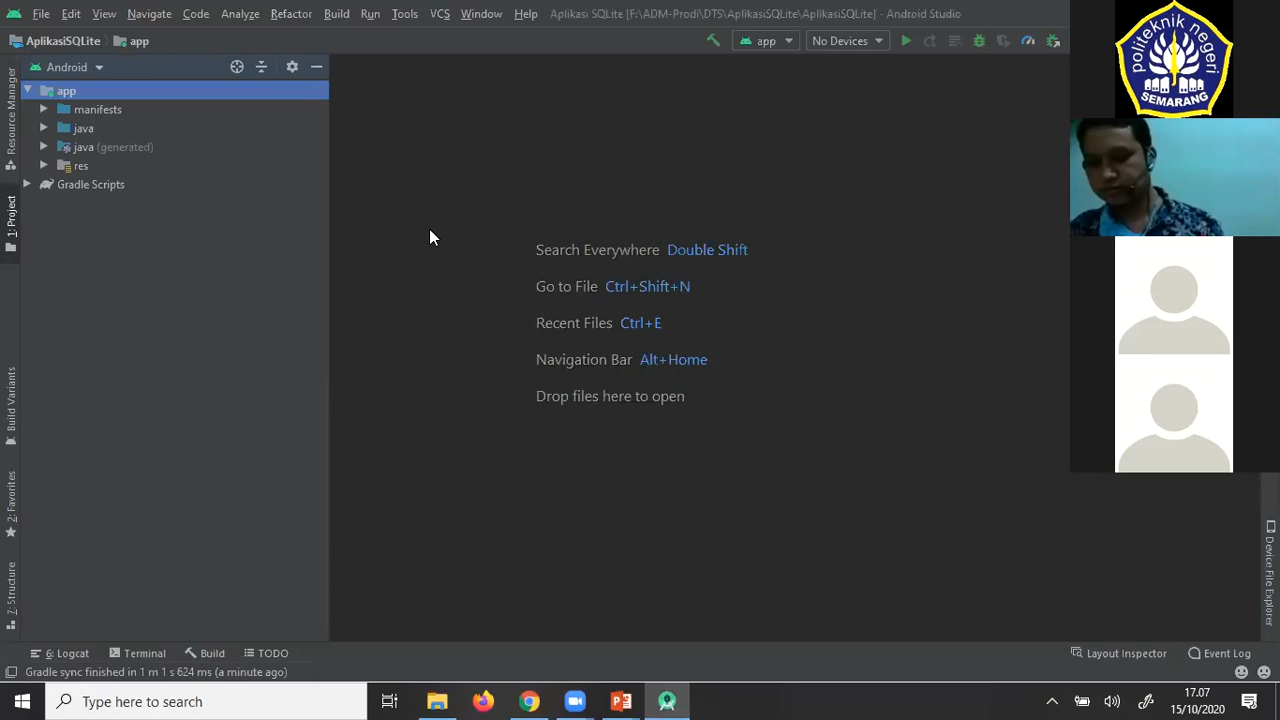 File Edit View Navigate Code Analyze Refactor Build Run Tools VCS Window Help Aplikasi SQLite [F:\ADM-Prodi\DTS\AplikasiSQLite\AplikasiSQLite] - Android Studio
AplikasiSQLite app
app No Devices
Android
app
manifests
java
java (generated)
res
Gradle Scripts
Resource Manager
1: Project
Build Variants
2: Favorites
7: Structure
Search Everywhere Double Shift
Go to File Ctrl+Shift+N
Recent Files Ctrl+E
Navigation Bar Alt+Home
Drop files here to open
politeknik negeri
SEMARANG
Device File Explorer
6: Logcat Terminal Build TODO Layout Inspector Event Log
Gradle sync finished in 1 m 1 s 624 ms (a minute ago)
Type here to search
17.07
15/10/2020